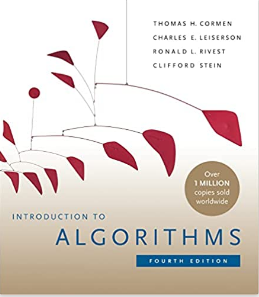 THOMAS H. CORMEN
CHARLES E. LEISERSON
RONALD L. RIVEST
CLIFFORD STEIN
Over
1 MILLION
copies sold
worldwide
INTRODUCTION TO
ALGORITHMS
FOURTH EDITION